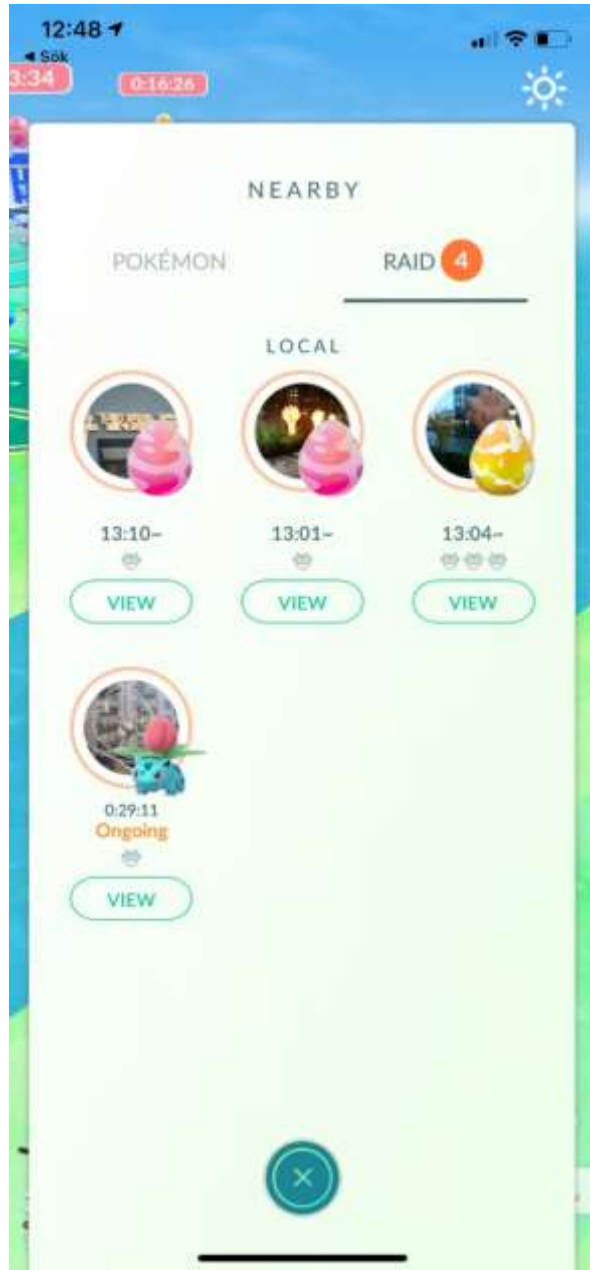 12:48
◄ Sök
3:34
0:16:26
NEARBY
POKÉMON
RAID 4
LOCAL
13:10~
13:01~
13:04~
VIEW
VIEW
VIEW
0:29:11
Ongoing
VIEW